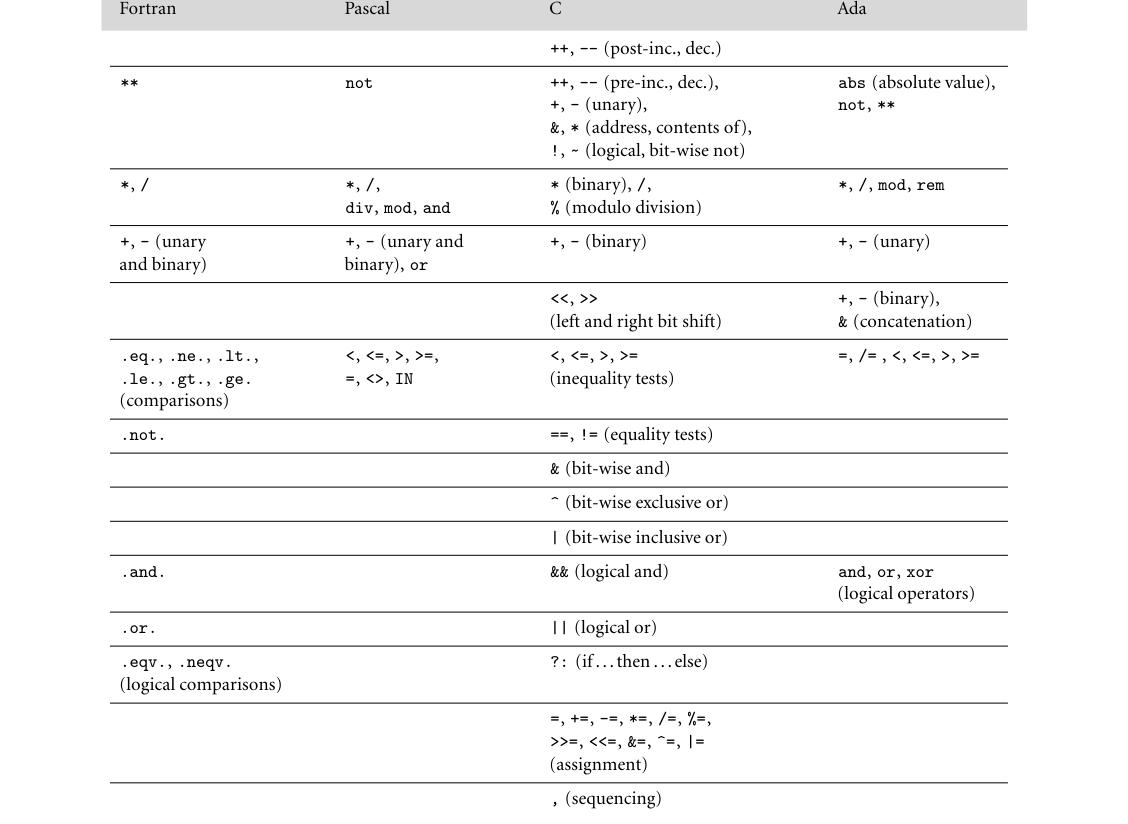 Fortran Pascal C Ada
++, -- (post-inc., dec.)
** not ++, -- (pre-inc., dec.), abs (absolute value),
+, - (unary), not, **
&, * (address, contents of),
!, ~ (logical, bit-wise not)
*, / *, /, * (binary), /, *, /, mod, rem
div, mod, and % (modulo division)
+, - (unary +, - (unary and +, - (binary) +, - (unary)
and binary) binary), or
<<, >> +, - (binary),
(left and right bit shift) & (concatenation)
.eq., .ne., .lt., <, <=, >, >=, <, <=, >, >= =, /= , <, <=, >, >=
.le., .gt., .ge. =, <>, IN (inequality tests)
(comparisons)
.not. ==, != (equality tests)
& (bit-wise and)
^ (bit-wise exclusive or)
| (bit-wise inclusive or)
.and. && (logical and) and, or, xor
(logical operators)
.or. || (logical or)
.eqv., .neqv. ?: (if...then...else)
(logical comparisons)
=, +=, -=, *=, /=, %=,
>>=, <<=, &=, ^=, |=
(assignment)
, (sequencing)